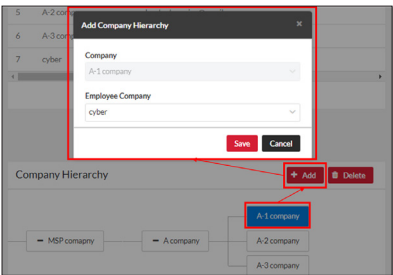 5 A-2 com
Add Company Hierarchy ×
6 A-3 com
Company
7 cyber
A-1 company
Employee Company
cyber
Save Cancel
Company Hierarchy + Add Delete
A-1 company
MSP comapny A company A-2 company
A-3 company